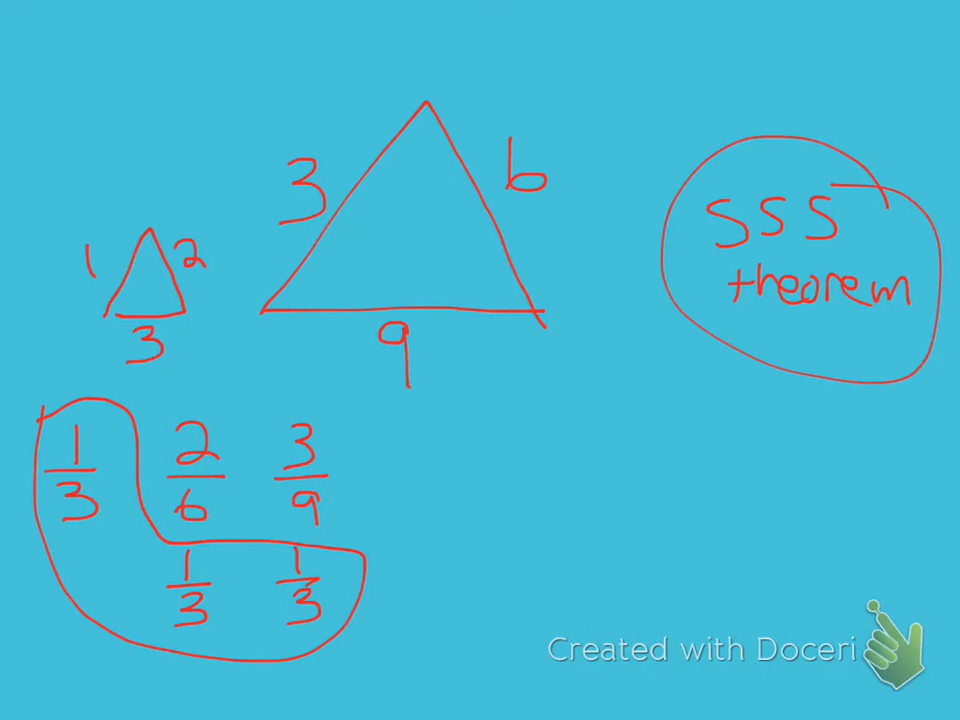 3
6
1
2
3
9
SSS
theorem
1/3 2/6 3/9
1/3 1/3
Created with Doceri